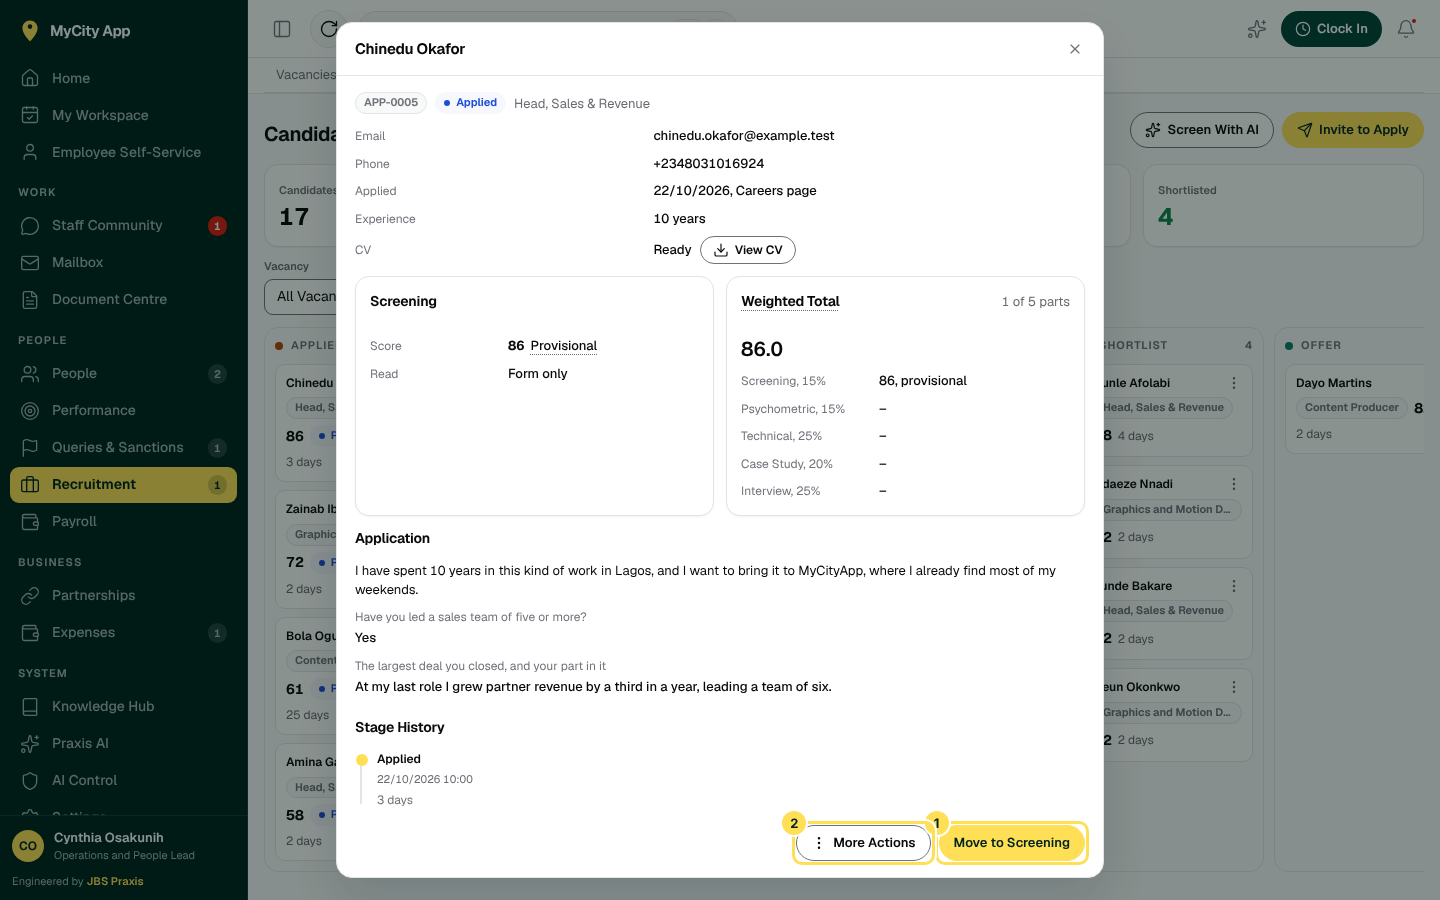 MyCity App
Home
My Workspace
Employee Self-Service
WORK
Staff Community 1
Mailbox
Document Centre
PEOPLE
People 2
Performance
Queries & Sanctions 1
Recruitment 1
Payroll
BUSINESS
Partnerships
Expenses 1
SYSTEM
Knowledge Hub
Praxis AI
AI Control
CO
Cynthia Osakunih
Operations and People Lead
Engineered by JBS Praxis
Clock In
Vacancies
Screen With AI
Invite to Apply
Candidates
17
Shortlisted
4
Vacancy
All
Chinedu
86
3 days
Zainab
72
2 days
Bola
61
25 days
Amina
58
2 days
4
Afolabi
Head, Sales & Revenue
4 days
Nnadi
Graphics and Motion D...
2 days
Bakare
Head, Sales & Revenue
2 days
Okonkwo
Graphics and Motion D...
2 days
OFFER
Dayo Martins
Content Producer
2 days
Chinedu Okafor
APP-0005 Applied Head, Sales & Revenue
Email chinedu.okafor@example.test
Phone +2348031016924
Applied 22/10/2026, Careers page
Experience 10 years
CV Ready View CV
Screening
Score 86 Provisional
Read Form only
Weighted Total 1 of 5 parts
86.0
Screening, 15% 86, provisional
Psychometric, 15% –
Technical, 25% –
Case Study, 20% –
Interview, 25% –
Application
I have spent 10 years in this kind of work in Lagos, and I want to bring it to MyCityApp, where I already find most of my
weekends.
Have you led a sales team of five or more?
Yes
The largest deal you closed, and your part in it
At my last role I grew partner revenue by a third in a year, leading a team of six.
Stage History
Applied
22/10/2026 10:00
3 days
2 More Actions
1 Move to Screening